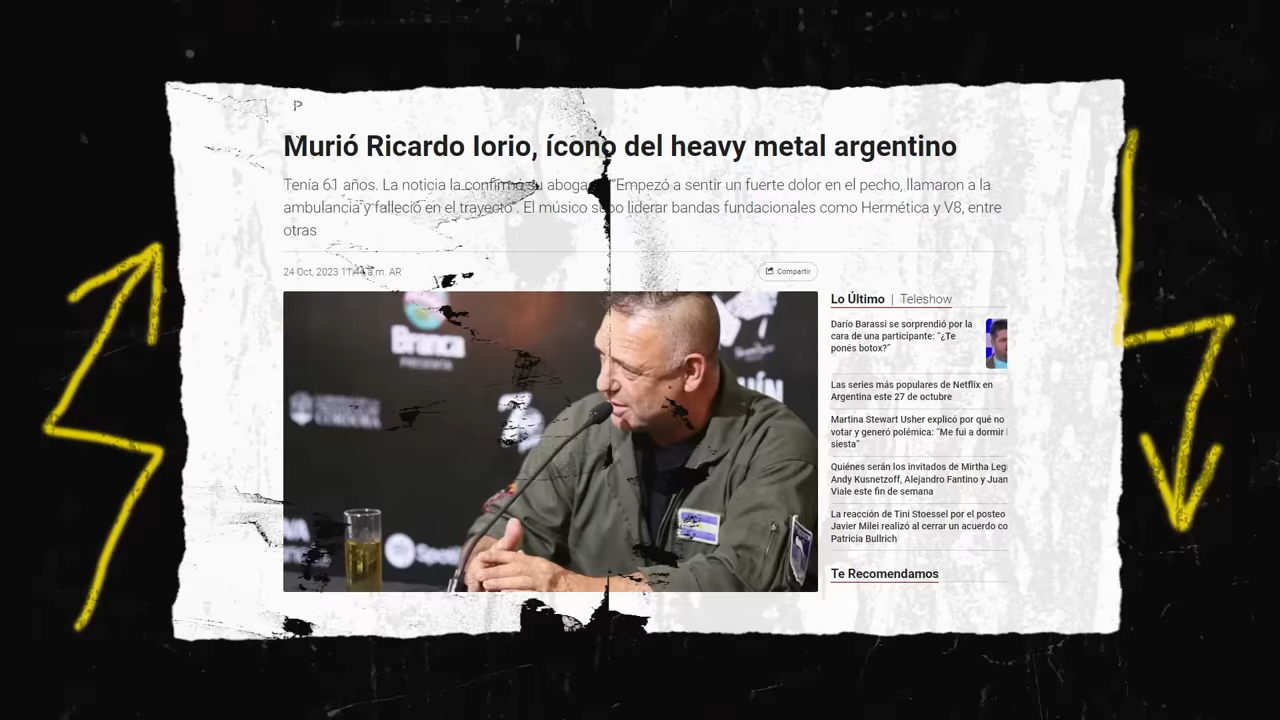 Murió Ricardo Iorio, ícono del heavy metal argentino
Tenía 61 años. La noticia la confirmó su "Empezó a sentir un fuerte dolor en el pecho, llamaron a la
ambulancia y falleció en el trayecto". El músico supo liderar bandas fundacionales como Hermética y V8, entre
otras
24 Oct, 2023 a.m. AR
Compartir
Branca
PRESENTA
Lo Último | Teleshow
Darío Barassi se sorprendió por la
cara de una participante: "¿Te
ponés botox?"
Las series más populares de Netflix en
Argentina este 27 de octubre
Martina Stewart Usher explicó por qué no
votar y generó polémica: "Me fui a dormir
siesta"
Quiénes serán los invitados de Mirtha Leg
Andy Kusnetzoff, Alejandro Fantino y Juan
Viale este fin de semana
La reacción de Tini Stoessel por el posteo
Javier Milei realizó al cerrar un acuerdo co
Patricia Bullrich
Te Recomendamos